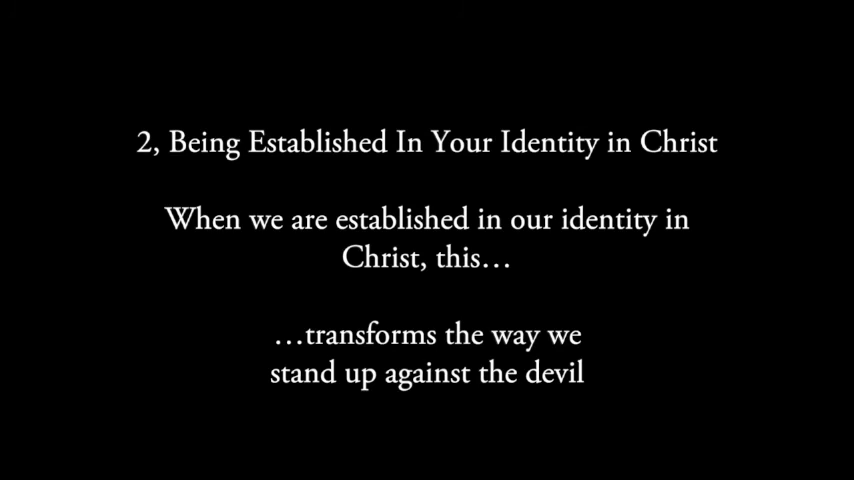 2, Being Established In Your Identity in Christ
When we are established in our identity in
Christ, this…
…transforms the way we
stand up against the devil